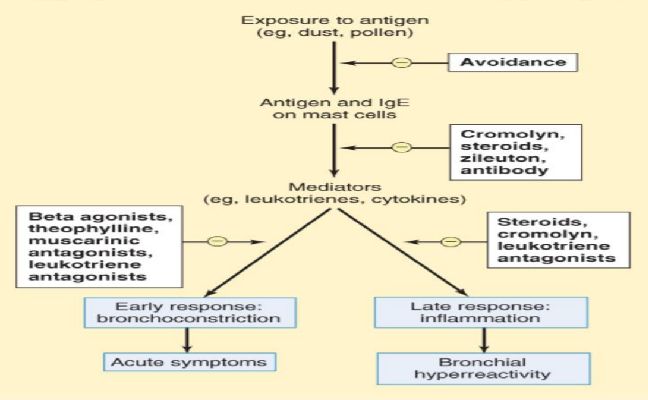 Exposure to antigen
(eg, dust, pollen)
Avoidance
Antigen and IgE
on mast cells
Cromolyn,
steroids,
zileuton,
antibody
Mediators
(eg, leukotrienes, cytokines)
Beta agonists,
theophylline,
muscarinic
antagonists,
leukotriene
antagonists
Steroids,
cromolyn,
leukotriene
antagonists
Early response:
bronchoconstriction
Late response:
inflammation
Acute symptoms
Bronchial
hyperreactivity